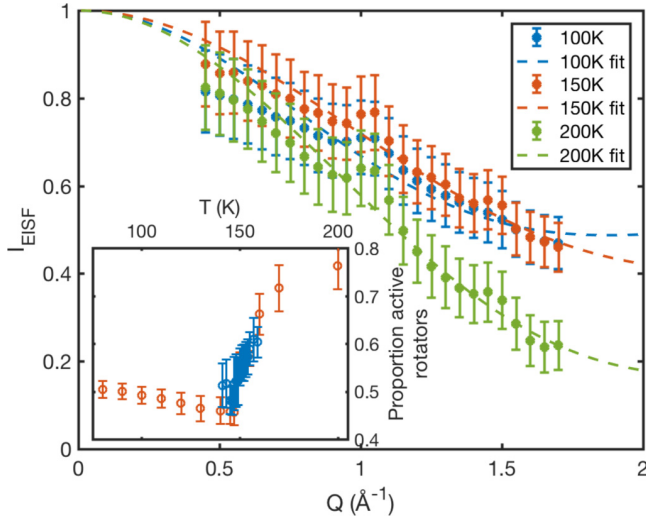 1
0.8
0.6
0.4
0.2
0
I_EISF
100K
100K fit
150K
150K fit
200K
200K fit
T (K)
100 150 200
0.8
0.7
0.6
0.5
0.4
Proportion active
rotators
0 0.5 1 1.5 2
Q (Å⁻¹)